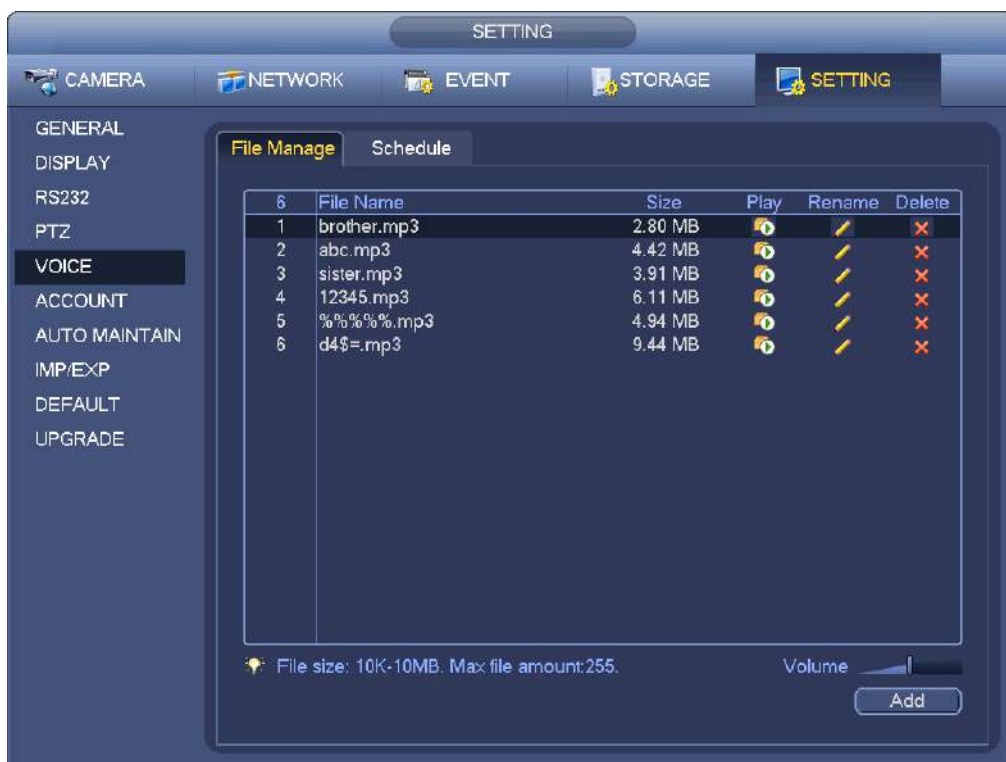 SETTING
CAMERA NETWORK EVENT STORAGE SETTING
GENERAL
DISPLAY
RS232
PTZ
VOICE
ACCOUNT
AUTO MAINTAIN
IMP/EXP
DEFAULT
UPGRADE
File Manage Schedule
6 File Name Size Play Rename Delete
1 brother.mp3 2.80 MB
2 abc.mp3 4.42 MB
3 sister.mp3 3.91 MB
4 12345.mp3 6.11 MB
5 %%%%%.mp3 4.94 MB
6 d4$=.mp3 9.44 MB
File size: 10K-10MB. Max file amount:255. Volume
Add